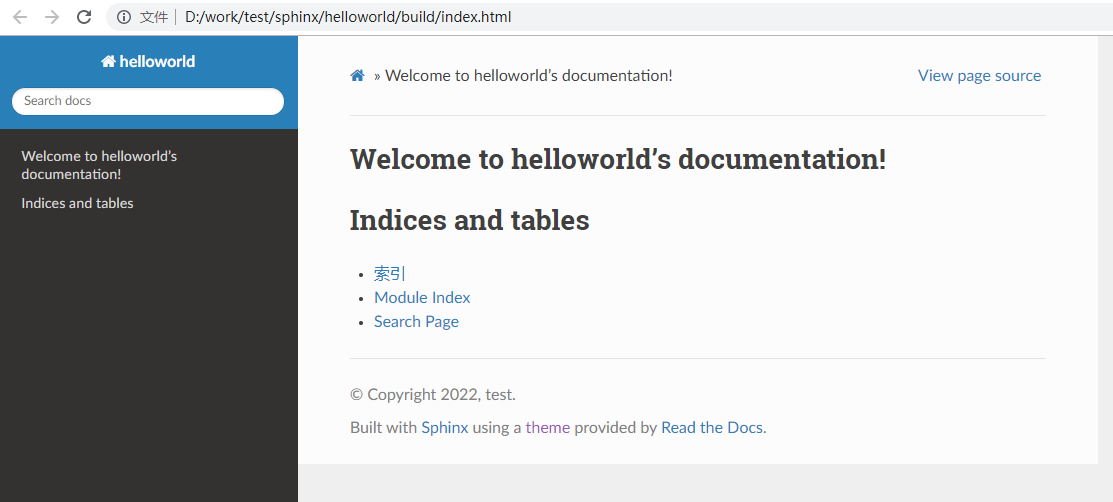 文件 D:/work/test/sphinx/helloworld/build/index.html
helloworld
Search docs
Welcome to helloworld's
documentation!
Indices and tables
» Welcome to helloworld's documentation!
View page source
Welcome to helloworld's documentation!
Indices and tables
索引
Module Index
Search Page
© Copyright 2022, test.
Built with Sphinx using a theme provided by Read the Docs.